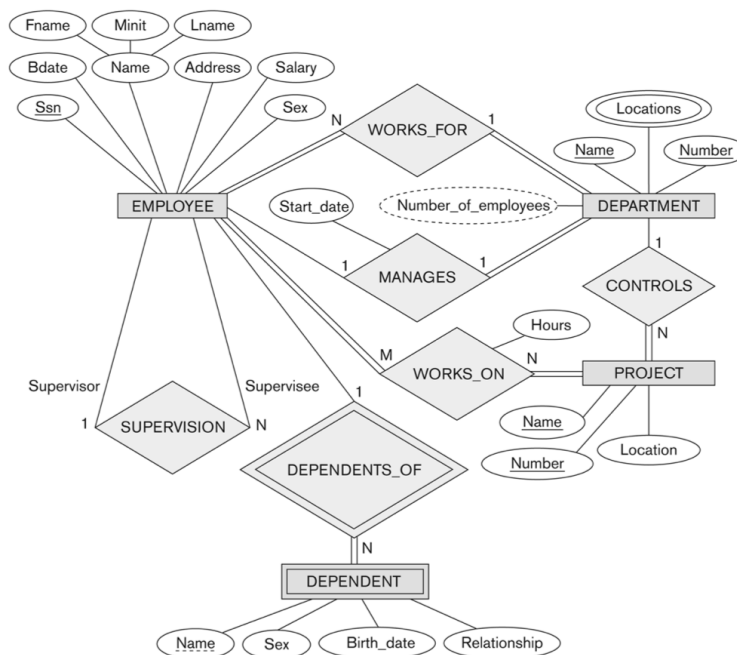 Fname Minit Lname
Bdate Name Address Salary
Ssn Sex
N WORKS_FOR 1
Locations
Name Number
EMPLOYEE
Start_date Number_of_employees
DEPARTMENT
1 MANAGES 1
1
CONTROLS
N
Hours
M WORKS_ON N
PROJECT
Supervisor Supervisee
1 SUPERVISION N
1
Name
Number Location
DEPENDENTS_OF
N
DEPENDENT
Name Sex Birth_date Relationship